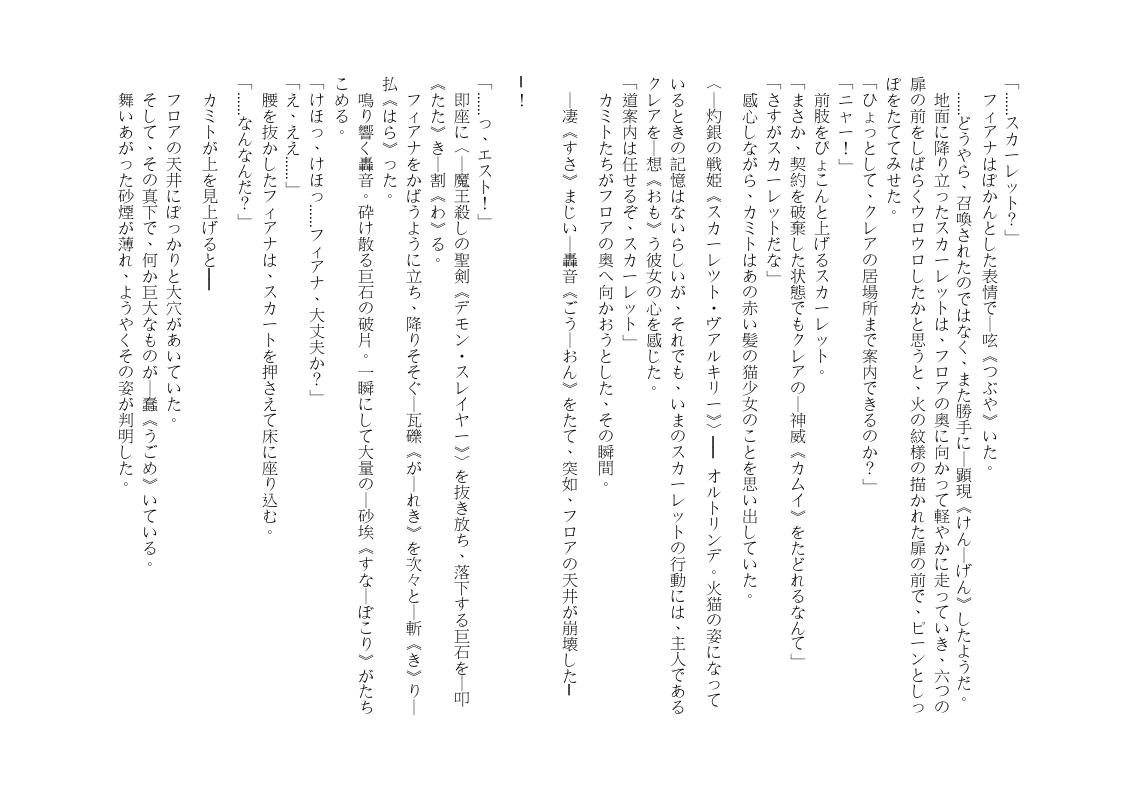 「……スカーレット？」
フィアナはぽかんとした表情で―呟《つぶや》いた。
……どうやら、召喚されたのではなく、また勝手に―顕現《けん―げん》したようだ。
地面に降り立ったスカーレットは、フロアの奥に向かって軽やかに走っていき、六つの
扉の前をしばらくウロウロしたかと思うと、火の紋様の描かれた扉の前で、ピーンとしっ
ぽをたててみせた。
「ひょっとして、クレアの居場所まで案内できるのか？」
「ニャー！」
前肢をぴょこんと上げるスカーレット。
「まさか、契約を破棄した状態でもクレアの―神威《カムイ》をたどれるなんて」
「さすがスカーレットだな」
感心しながら、カミトはあの赤い髪の猫少女のことを思い出していた。
〈―灼銀の戦姫《スカーレツト・ヴアルキリー》〉━ オルトリンデ。火猫の姿になって
いるときの記憶はないらしいが、それでも、いまのスカーレットの行動には、主人である
クレアを―想《おも》う彼女の心を感じた。
「道案内は任せるぞ、スカーレット」
カミトたちがフロアの奥へ向かおうとした、その瞬間。
―凄《すさ》まじい―轟音《ごう―おん》をたて、突如、フロアの天井が崩壊した━
━！
「……っ、エスト！」
即座に〈―魔王殺しの聖剣《デモン・スレイヤー》〉を抜き放ち、落下する巨石を―叩
《たた》き―割《わ》る。
フィアナをかばうように立ち、降りそそぐ―瓦礫《が―れき》を次々と―斬《き》り―
払《はら》った。
鳴り響く轟音。砕け散る巨石の破片。一瞬にして大量の―砂埃《すな―ぼこり》がたち
こめる。
「けほっ、けほっ……フィアナ、大丈夫か？」
「え、ええ……」
腰を抜かしたフィアナは、スカートを押さえて床に座り込む。
「……なんなんだ？」
カミトが上を見上げると━
フロアの天井にぽっかりと大穴があいていた。
そして、その真下で、何か巨大なものが―蠢《うごめ》いている。
舞いあがった砂煙が薄れ、ようやくその姿が判明した。